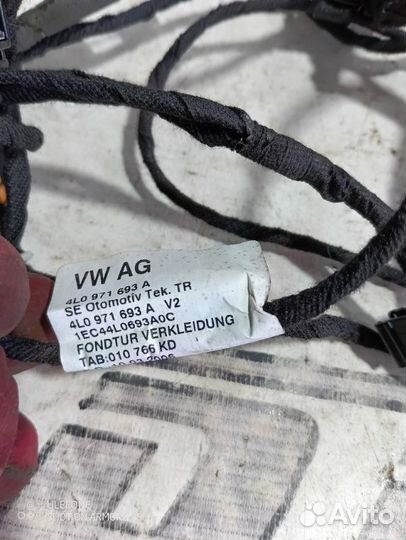 VW AG
4L0 971 693 A
SE Otomotiv Tek. TR
4L0 971 693 A V2
1EC44L0693A0C
FONDTUR VERKLEIDUNG
TAB:010 766 KD
Avito